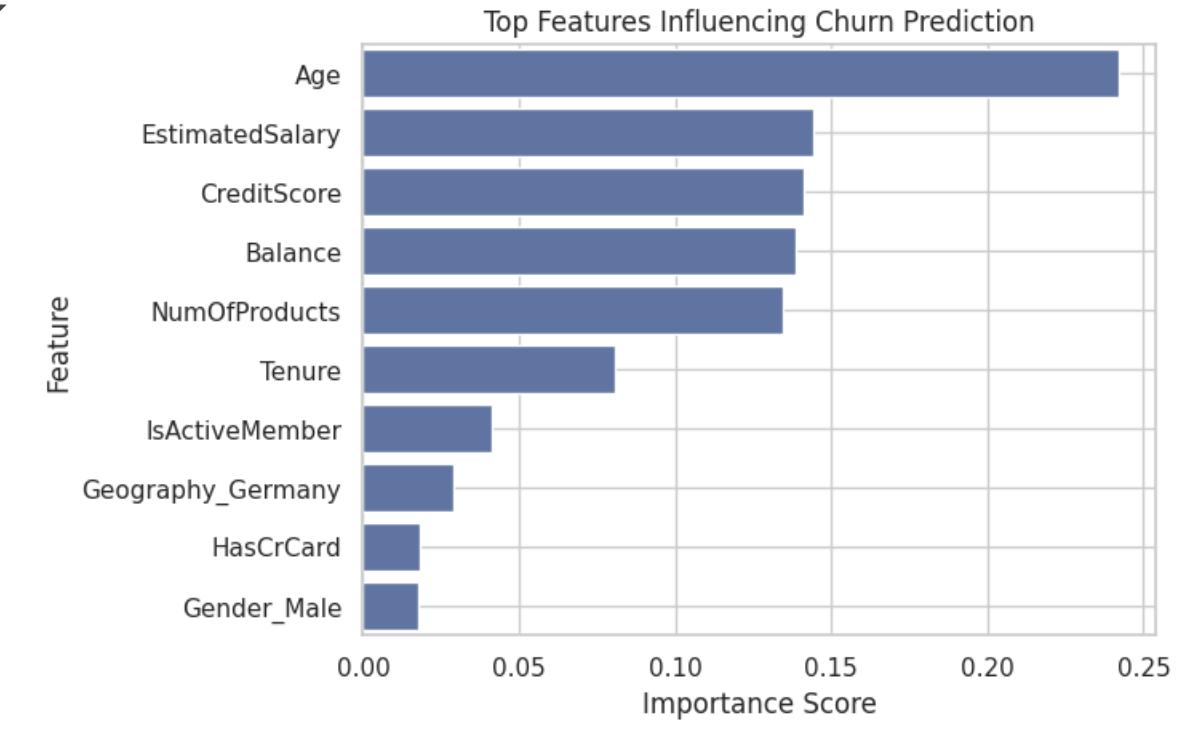 Top Features Influencing Churn Prediction
Age
EstimatedSalary
CreditScore
Balance
NumOfProducts
Tenure
IsActiveMember
Geography_Germany
HasCrCard
Gender_Male
Feature
0.00 0.05 0.10 0.15 0.20 0.25
Importance Score